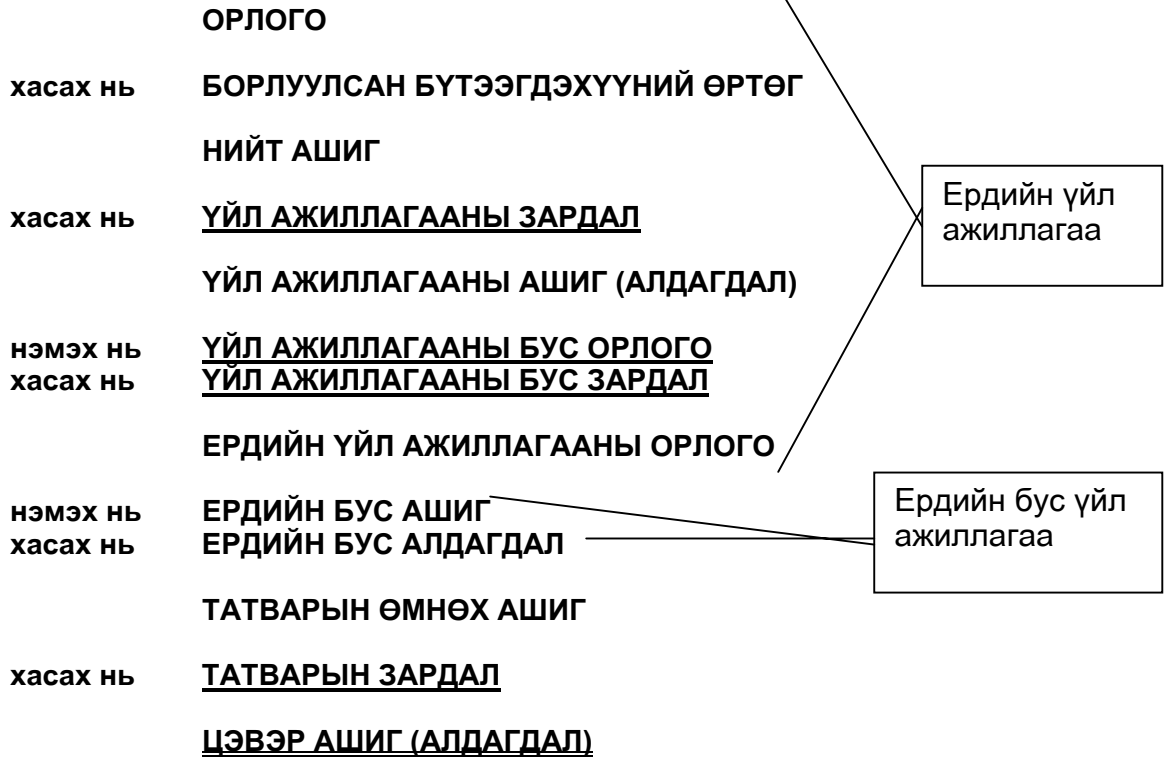 ОРЛОГО
хасах нь БОРЛУУЛСАН БҮТЭЭГДЭХҮҮНИЙ ӨРТӨГ
НИЙТ АШИГ
хасах нь ҮЙЛ АЖИЛЛАГААНЫ ЗАРДАЛ
Ердийн үйл
ажиллагаа
ҮЙЛ АЖИЛЛАГААНЫ АШИГ (АЛДАГДАЛ)
нэмэх нь ҮЙЛ АЖИЛЛАГААНЫ БУС ОРЛОГО
хасах нь ҮЙЛ АЖИЛЛАГААНЫ БУС ЗАРДАЛ
ЕРДИЙН ҮЙЛ АЖИЛЛАГААНЫ ОРЛОГО
нэмэх нь ЕРДИЙН БУС АШИГ
хасах нь ЕРДИЙН БУС АЛДАГДАЛ
Ердийн бус үйл
ажиллагаа
ТАТВАРЫН ӨМНӨХ АШИГ
хасах нь ТАТВАРЫН ЗАРДАЛ
ЦЭВЭР АШИГ (АЛДАГДАЛ)